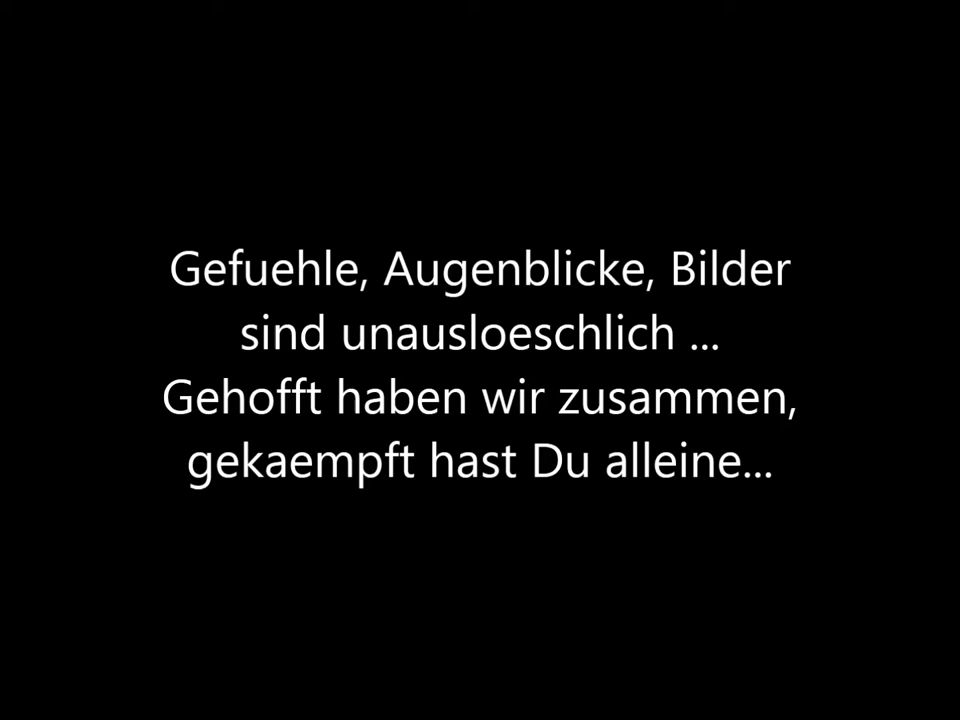 Gefuehle, Augenblicke, Bilder
sind unausloeschlich ...
Gehofft haben wir zusammen,
gekaempft hast Du alleine...